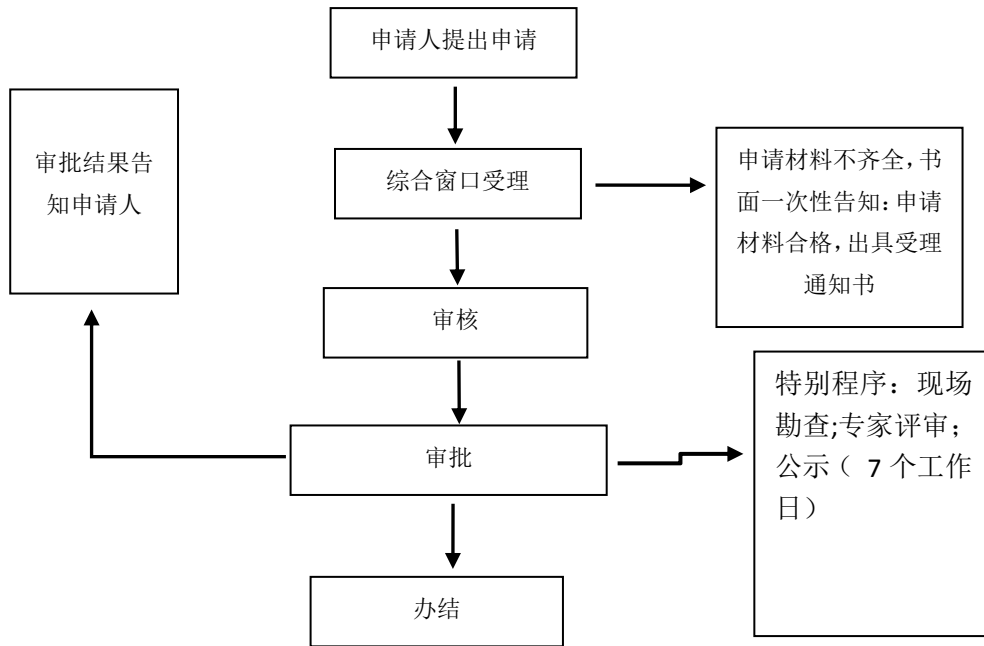 申请人提出申请
审批结果告
知申请人
综合窗口受理
申请材料不齐全，书
面一次性告知：申请
材料合格，出具受理
通知书
审核
特别程序：现场
勘查;专家评审；
公示（ 7 个工作
日）
审批
办结